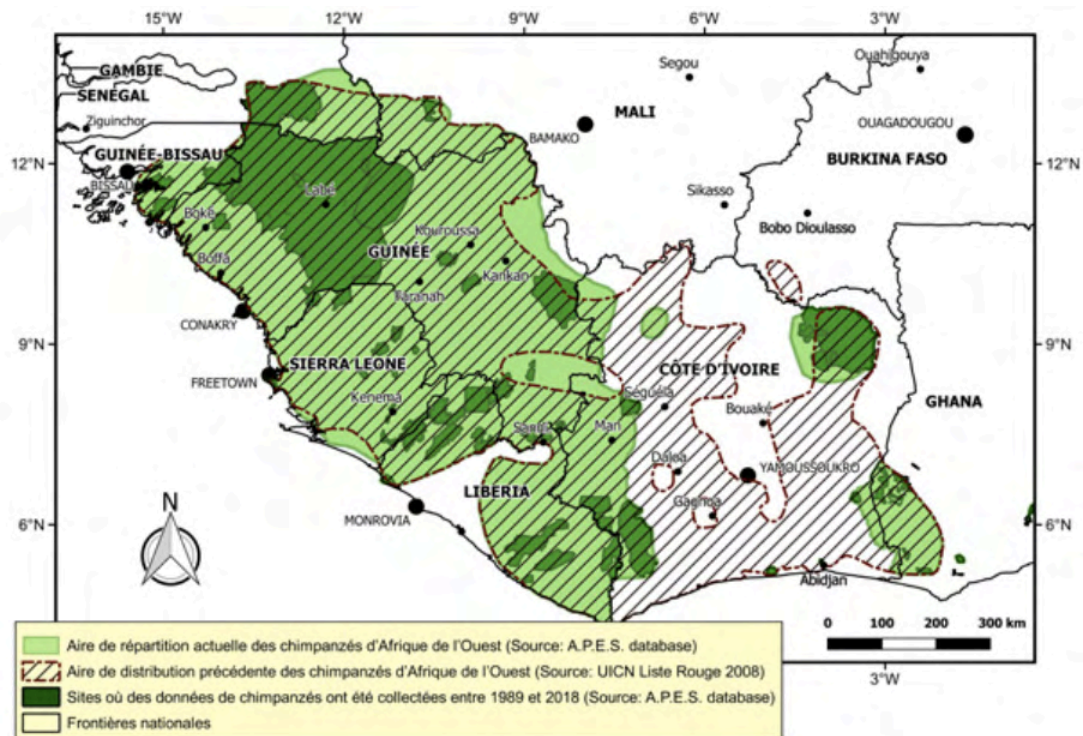 15°W 12°W 9°W 6°W 3°W
Ouahigouya
Segou
GAMBIE
SENÉGAL
MALI
Ziguinchor
BAMAKO
OUAGADOUGOU
GUINÉE-BISSAU
BURKINA FASO
12°N 12°N
BISSAU
Labé
Sikasso
Bobo Dioulasso
Boké
Kouroussa
GUINÉE
Boffa
Kankan
Faranah
CONAKRY
9°N 9°N
SIERRA LEONE
CÔTE D'IVOIRE
FREETOWN
Kenema
Séguéla
Bouaké
GHANA
Man
Daloa
YAMOUSSOUKRO
LIBERIA
Gagnoa
MONROVIA
6°N 6°N
N
Abidjan
0 100 200 300 km
3°W
Aire de répartition actuelle des chimpanzés d'Afrique de l'Ouest (Source: A.P.E.S. database)
Aire de distribution précédente des chimpanzés d'Afrique de l'Ouest (Source: UICN Liste Rouge 2008)
Sites où des données de chimpanzés ont été collectées entre 1989 et 2018 (Source: A.P.E.S. database)
Frontières nationales